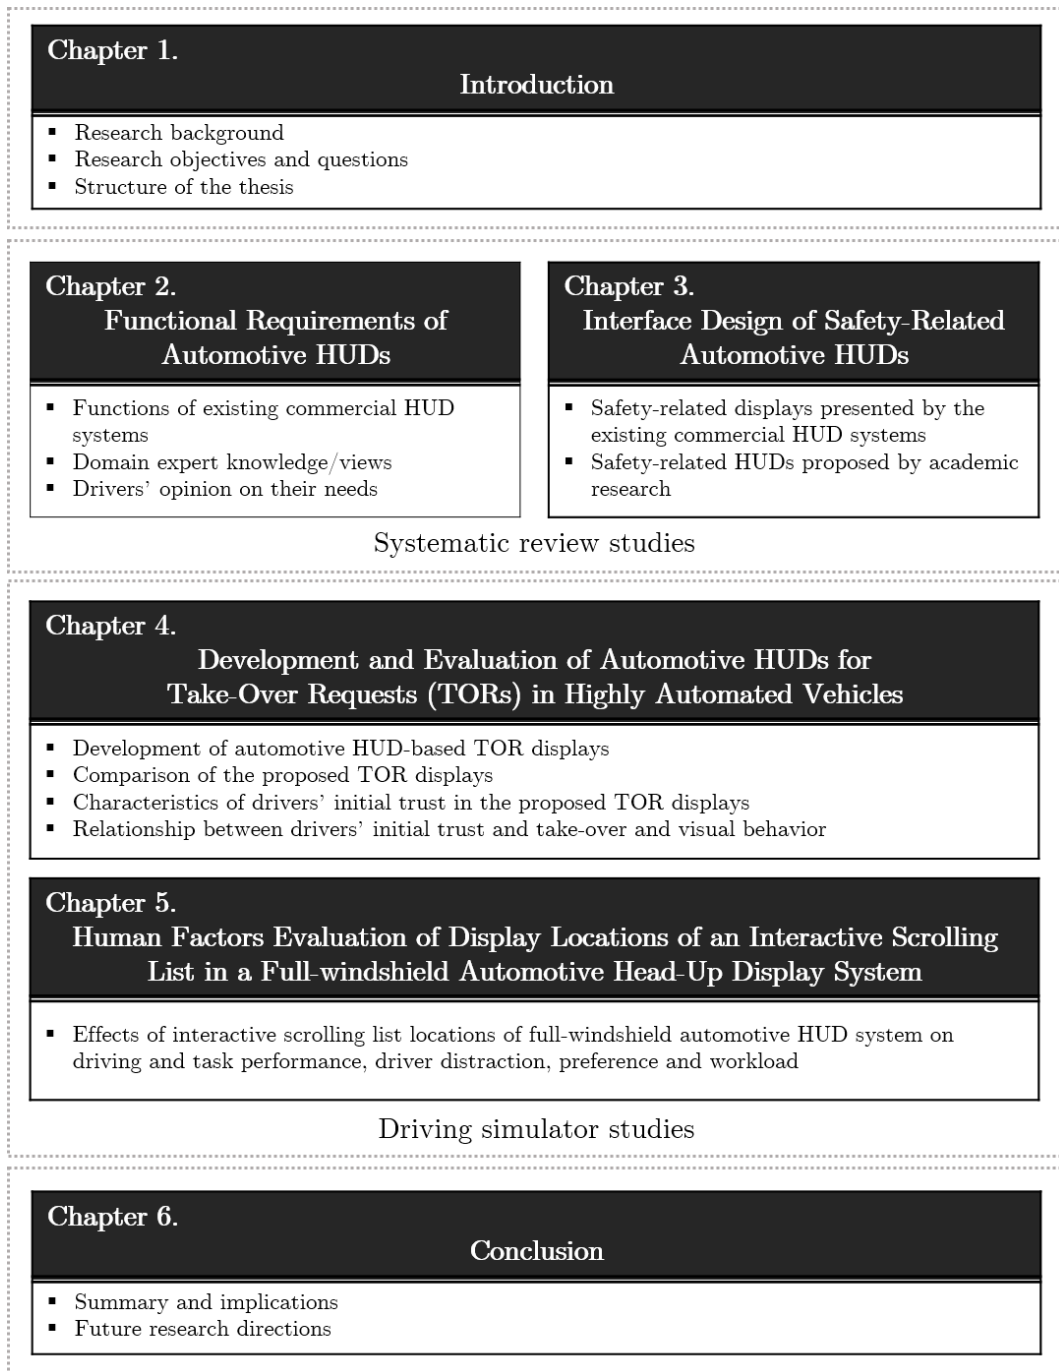 Chapter 1.
Introduction
▪ Research background
▪ Research objectives and questions
▪ Structure of the thesis
Chapter 2.
Functional Requirements of
Automotive HUDs
▪ Functions of existing commercial HUD
systems
▪ Domain expert knowledge/views
▪ Drivers’ opinion on their needs
Chapter 3.
Interface Design of Safety-Related
Automotive HUDs
▪ Safety-related displays presented by the
existing commercial HUD systems
▪ Safety-related HUDs proposed by academic
research
Systematic review studies
Chapter 4.
Development and Evaluation of Automotive HUDs for
Take-Over Requests (TORs) in Highly Automated Vehicles
▪ Development of automotive HUD-based TOR displays
▪ Comparison of the proposed TOR displays
▪ Characteristics of drivers’ initial trust in the proposed TOR displays
▪ Relationship between drivers’ initial trust and take-over and visual behavior
Chapter 5.
Human Factors Evaluation of Display Locations of an Interactive Scrolling
List in a Full-windshield Automotive Head-Up Display System
▪ Effects of interactive scrolling list locations of full-windshield automotive HUD system on
driving and task performance, driver distraction, preference and workload
Driving simulator studies
Chapter 6.
Conclusion
▪ Summary and implications
▪ Future research directions